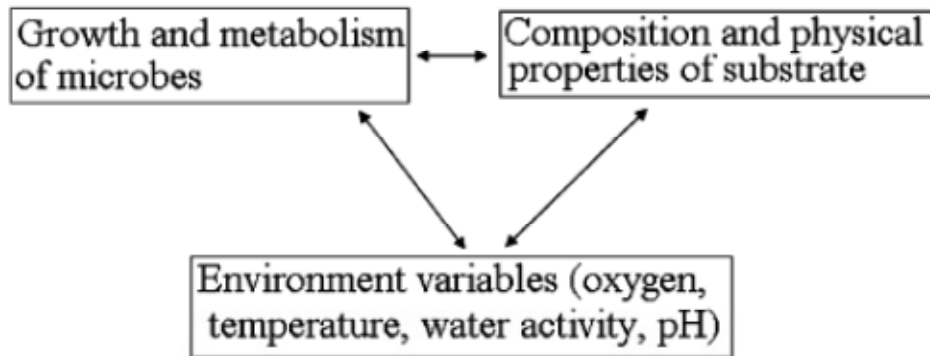 Growth and metabolism
of microbes
Composition and physical
properties of substrate
Environment variables (oxygen,
temperature, water activity, pH)